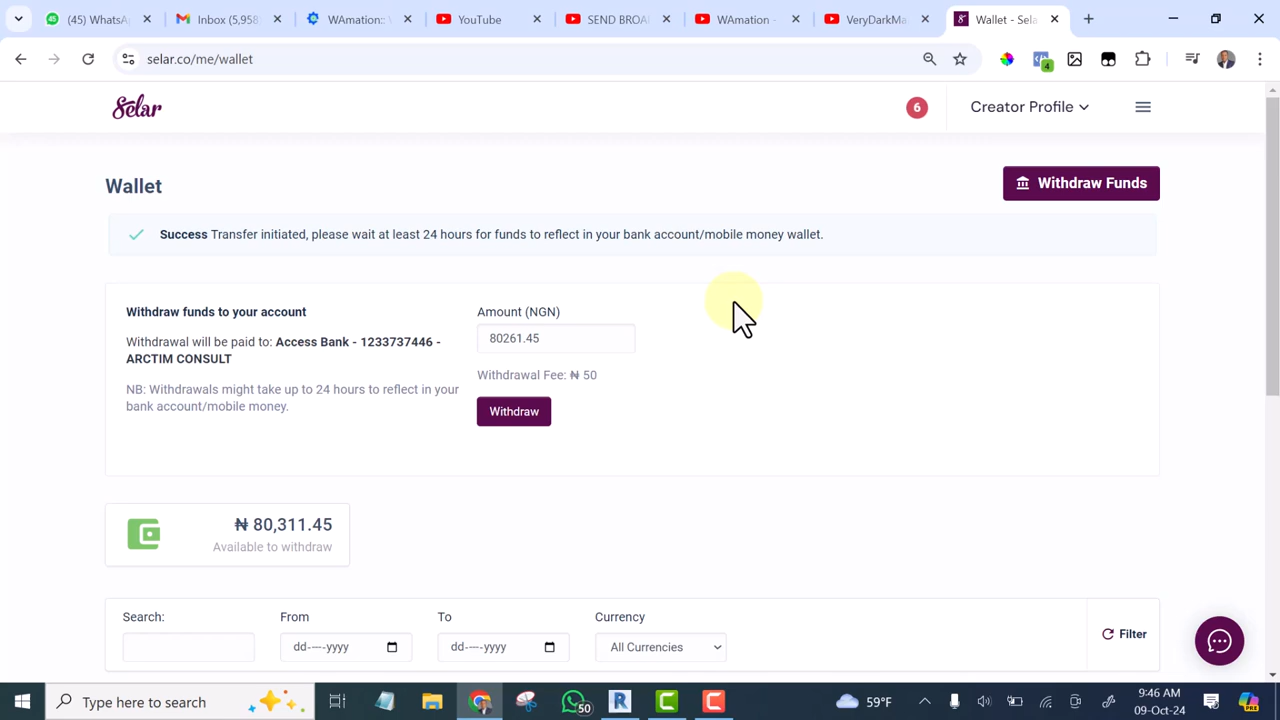 (45) WhatsA
Inbox (5,953
WAmation::
YouTube
SEND BROA
WAmation -
VeryDarkMa
Wallet - Sela
selar.co/me/wallet
4
Selar
6
Creator Profile
Wallet
Withdraw Funds
Success Transfer initiated, please wait at least 24 hours for funds to reflect in your bank account/mobile money wallet.
Withdraw funds to your account
Withdrawal will be paid to: Access Bank - 1233737446 -
ARCTIM CONSULT
NB: Withdrawals might take up to 24 hours to reflect in your
bank account/mobile money.
Amount (NGN)
80261.45
Withdrawal Fee: ₦ 50
Withdraw
₦ 80,311.45
Available to withdraw
Search:
From
dd----yyyy
To
dd----yyyy
Currency
All Currencies
Filter
Type here to search
50
59°F
9:46 AM
09-Oct-24
PRE